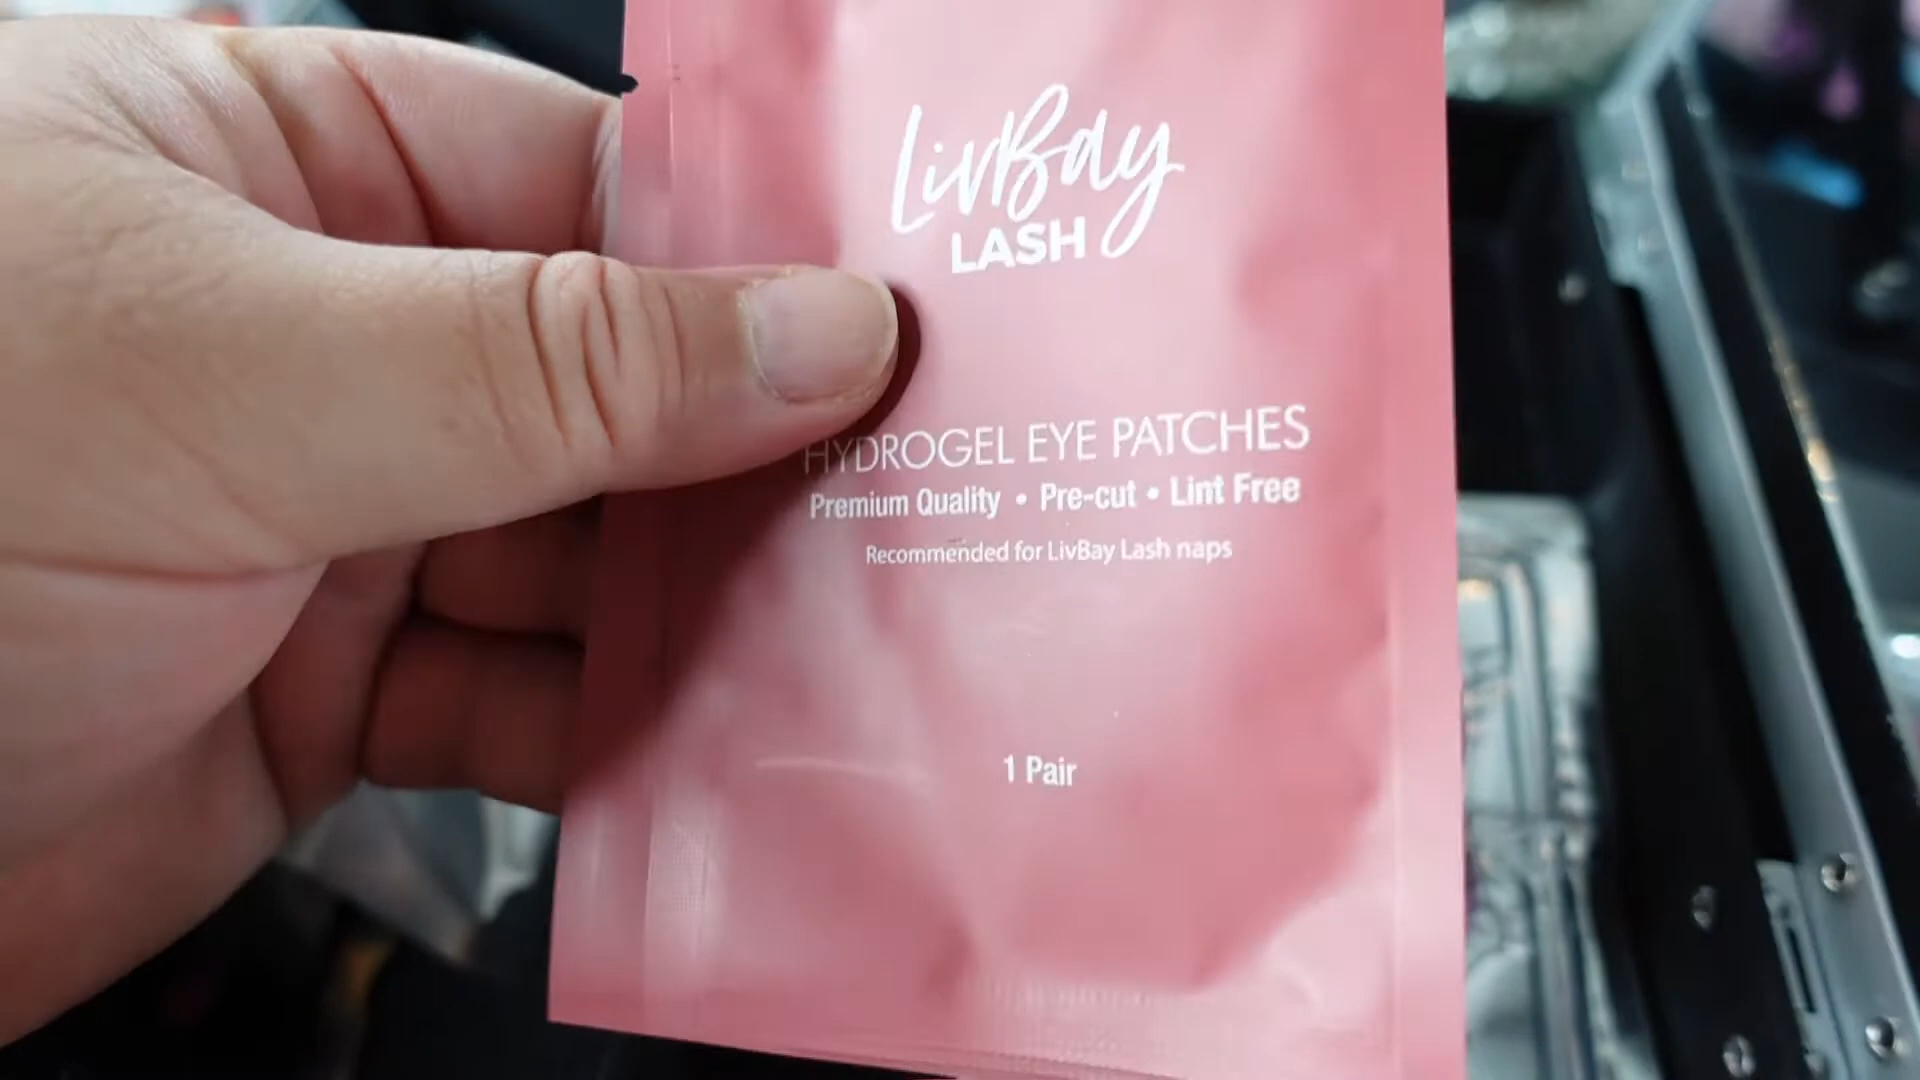 LivBay
LASH
HYDROGEL EYE PATCHES
Premium Quality • Pre-cut • Lint Free
Recommended for LivBay Lash naps
1 Pair